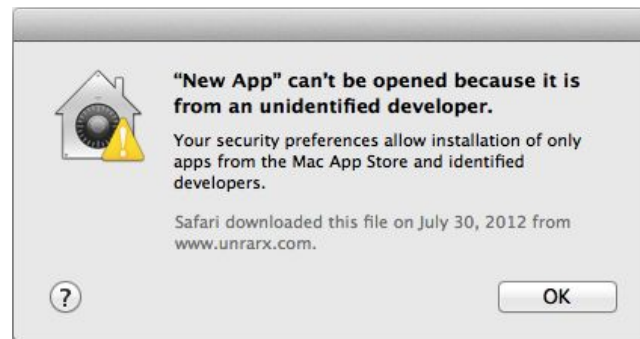 “New App” can’t be opened because it is
from an unidentified developer.
Your security preferences allow installation of only
apps from the Mac App Store and identified
developers.
Safari downloaded this file on July 30, 2012 from
www.unrarx.com.
?
OK